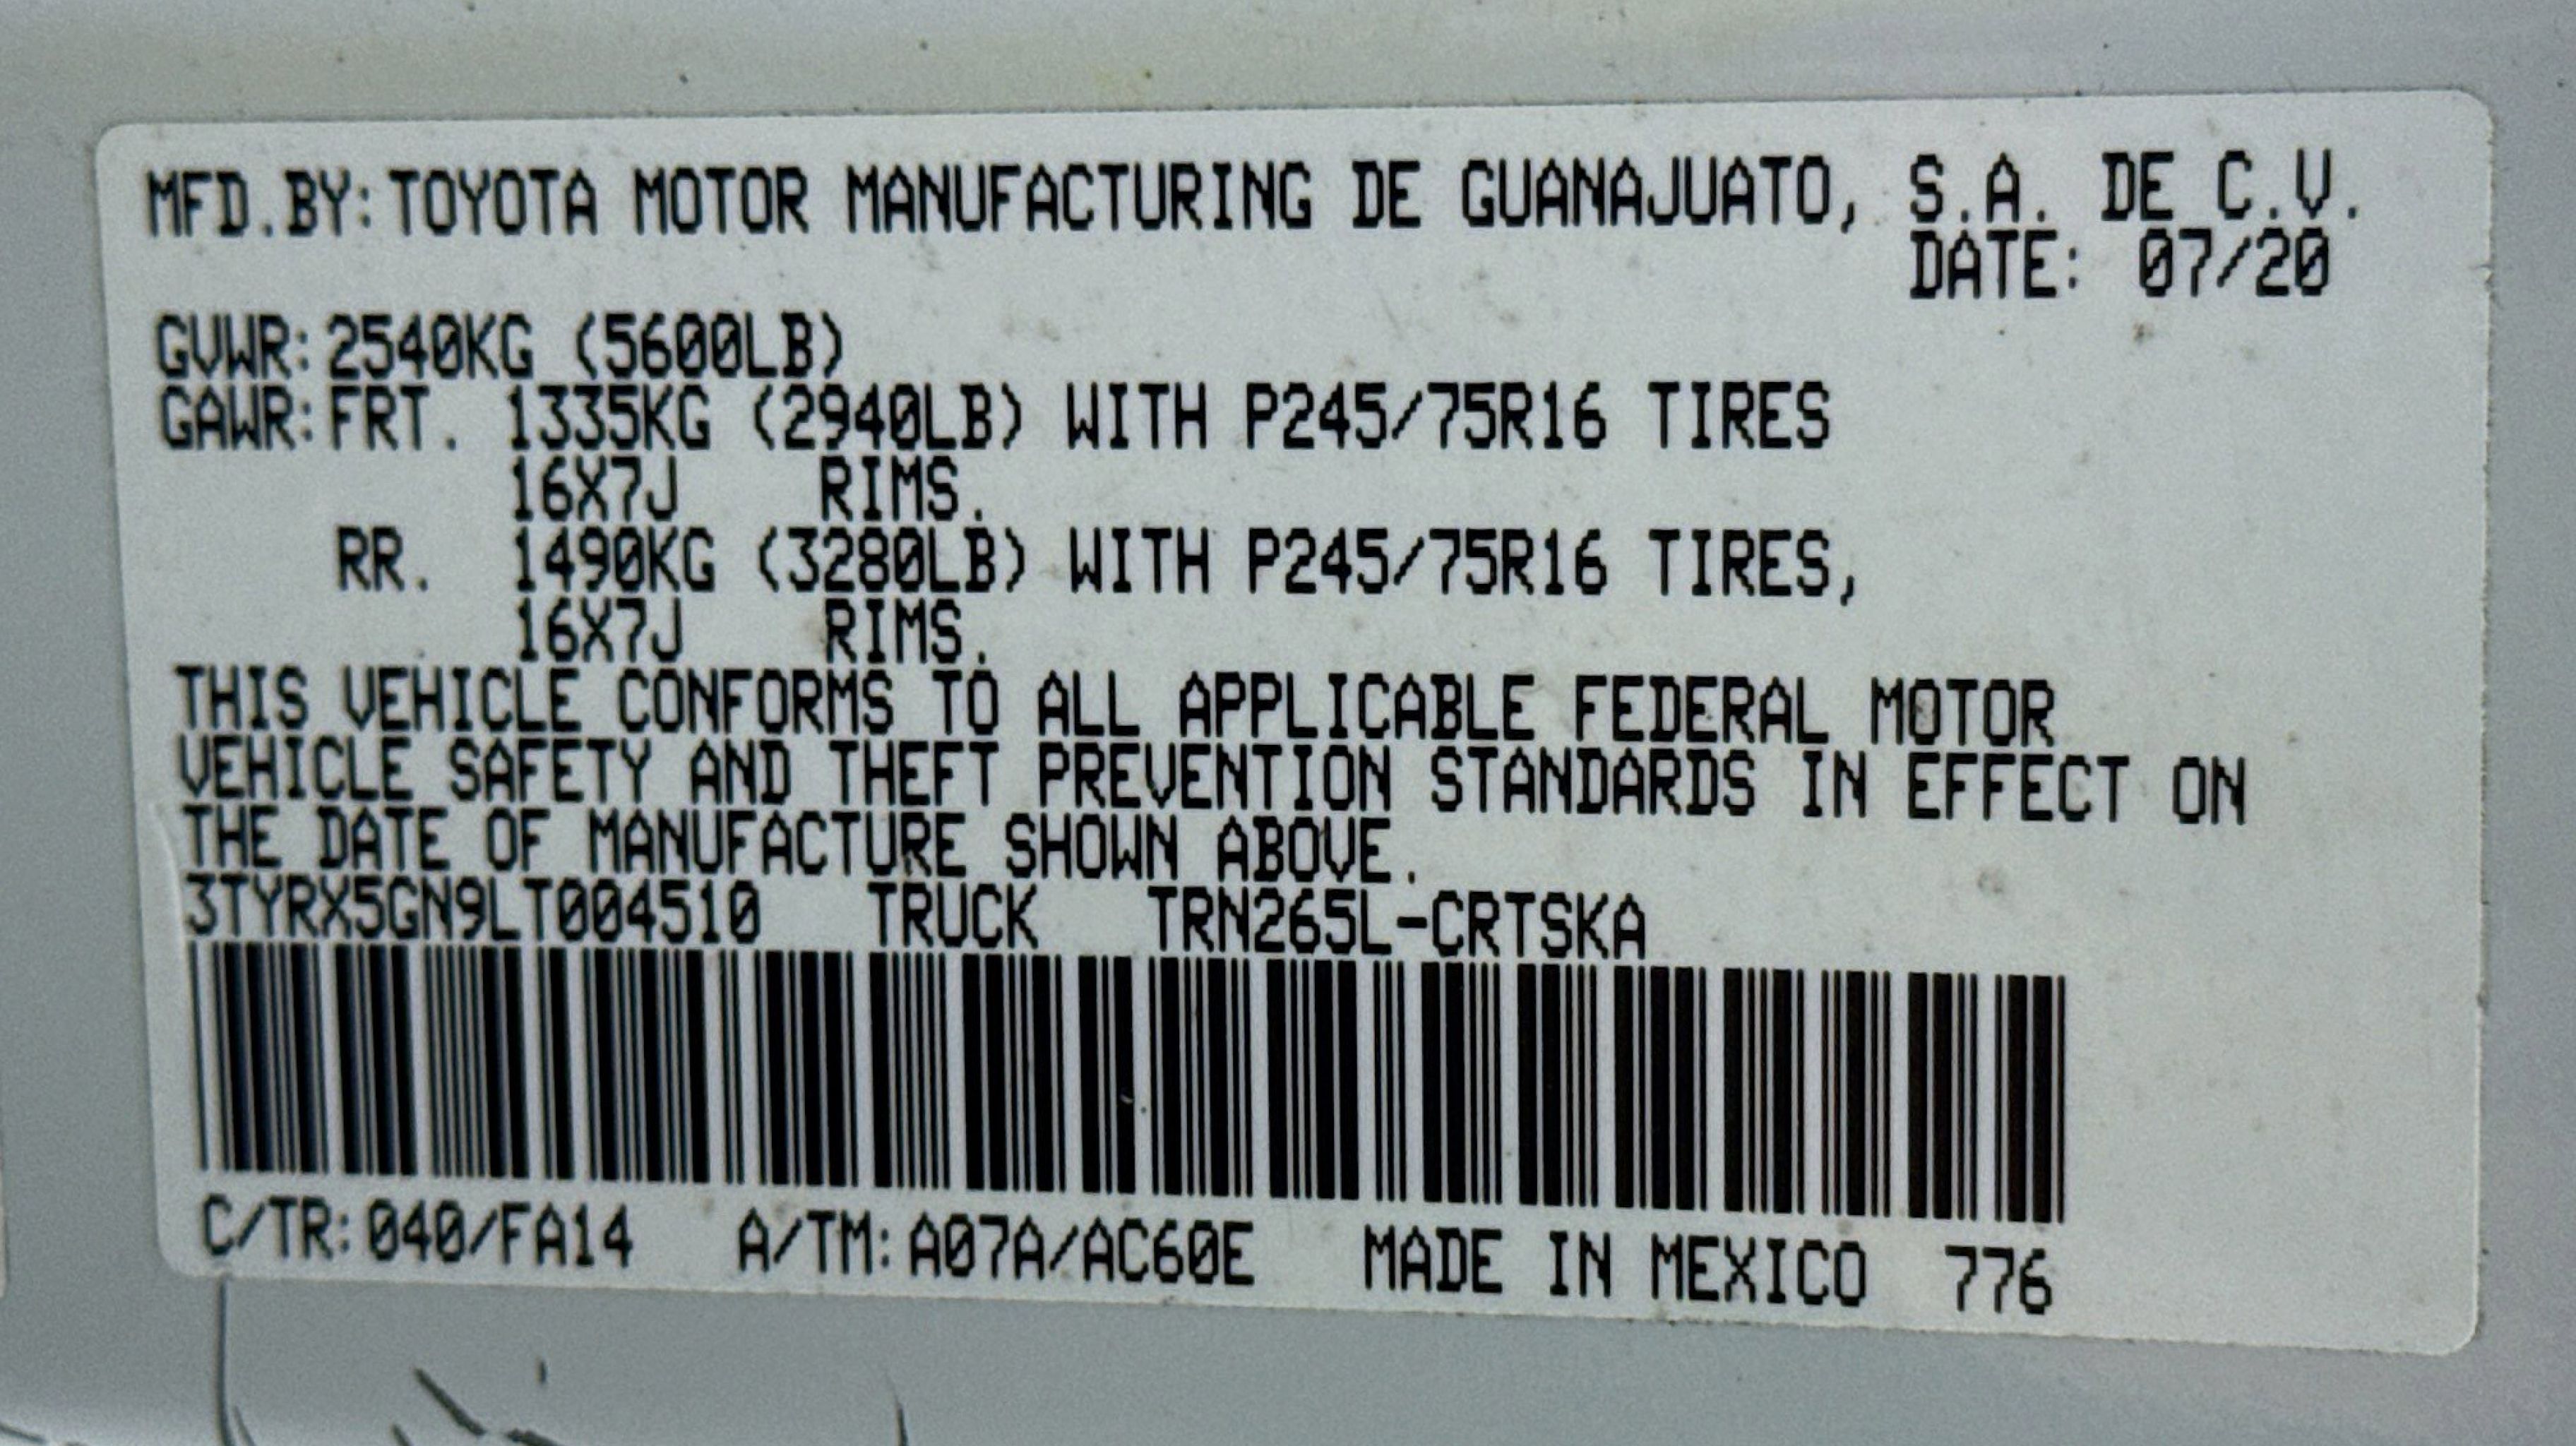 MFD.BY:TOYOTA MOTOR MANUFACTURING DE GUANAJUATO, S.A. DE C.V.
DATE: 07/20
GVWR:2540KG (5600LB)
GAWR:FRT. 1335KG (2940LB) WITH P245/75R16 TIRES
16X7J RIMS.
RR. 1490KG (3280LB) WITH P245/75R16 TIRES,
16X7J RIMS.
THIS VEHICLE CONFORMS TO ALL APPLICABLE FEDERAL MOTOR
VEHICLE SAFETY AND THEFT PREVENTION STANDARDS IN EFFECT ON
THE DATE OF MANUFACTURE SHOWN ABOVE.
3TYRX5GN9LT004510 TRUCK TRN265L-CRTSKA
C/TR:040/FA14 A/TM:A07A/AC60E MADE IN MEXICO 776